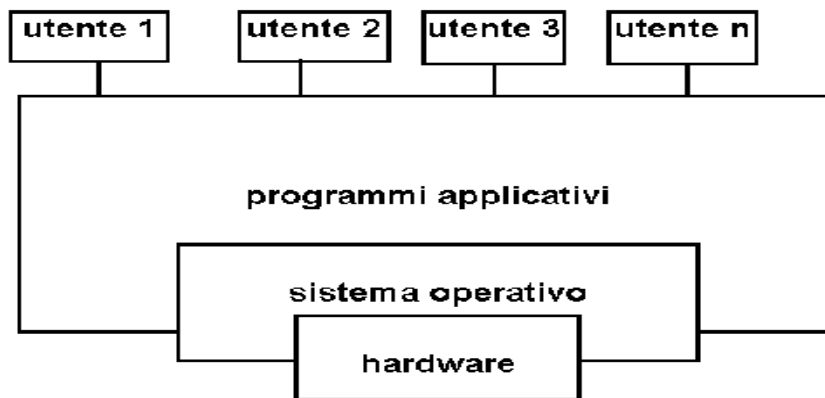 utente 1 utente 2 utente 3 utente n
programmi applicativi
sistema operativo
hardware